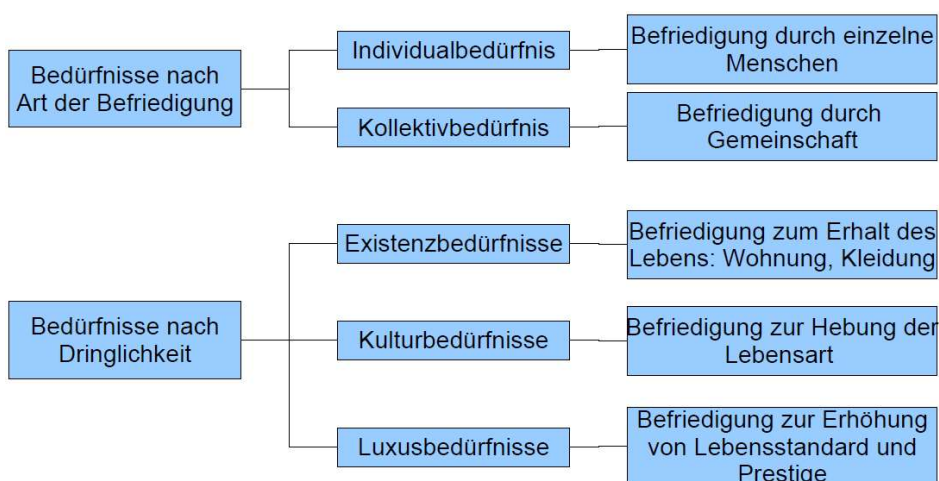 Bedürfnisse nach
Art der Befriedigung
Individualbedürfnis
Befriedigung durch einzelne
Menschen
Kollektivbedürfnis
Befriedigung durch
Gemeinschaft
Bedürfnisse nach
Dringlichkeit
Existenzbedürfnisse
Befriedigung zum Erhalt des
Lebens: Wohnung, Kleidung
Kulturbedürfnisse
Befriedigung zur Hebung der
Lebensart
Luxusbedürfnisse
Befriedigung zur Erhöhung
von Lebensstandard und
Prestige